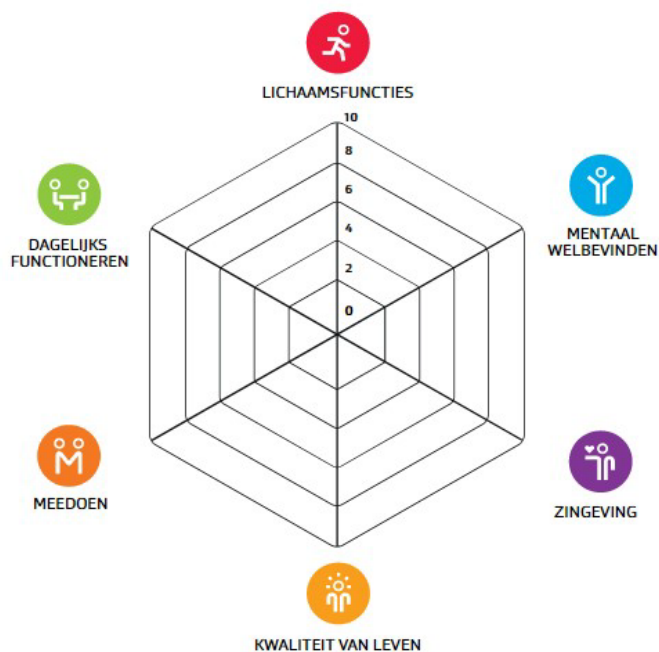 LICHAAMSFUNCTIES
10
8
6
4
2
0
DAGELIJKS
FUNCTIONEREN
MENTAAL
WELBEVINDEN
MEEDOEN
ZINGEVING
KWALITEIT VAN LEVEN